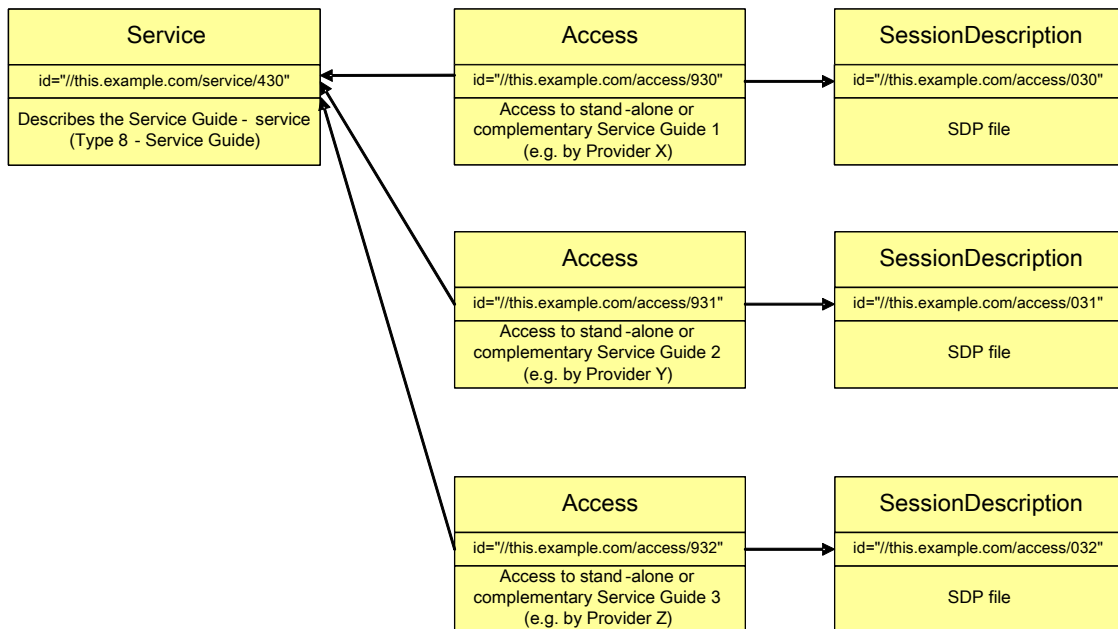 Service
id="//this.example.com/service/430"
Describes the Service Guide - service
(Type 8 - Service Guide)
Access
id="//this.example.com/access/930"
Access to stand-alone or
complementary Service Guide 1
(e.g. by Provider X)
SessionDescription
id="//this.example.com/access/030"
SDP file
Access
id="//this.example.com/access/931"
Access to stand-alone or
complementary Service Guide 2
(e.g. by Provider Y)
SessionDescription
id="//this.example.com/access/031"
SDP file
Access
id="//this.example.com/access/932"
Access to stand-alone or
complementary Service Guide 3
(e.g. by Provider Z)
SessionDescription
id="//this.example.com/access/032"
SDP file